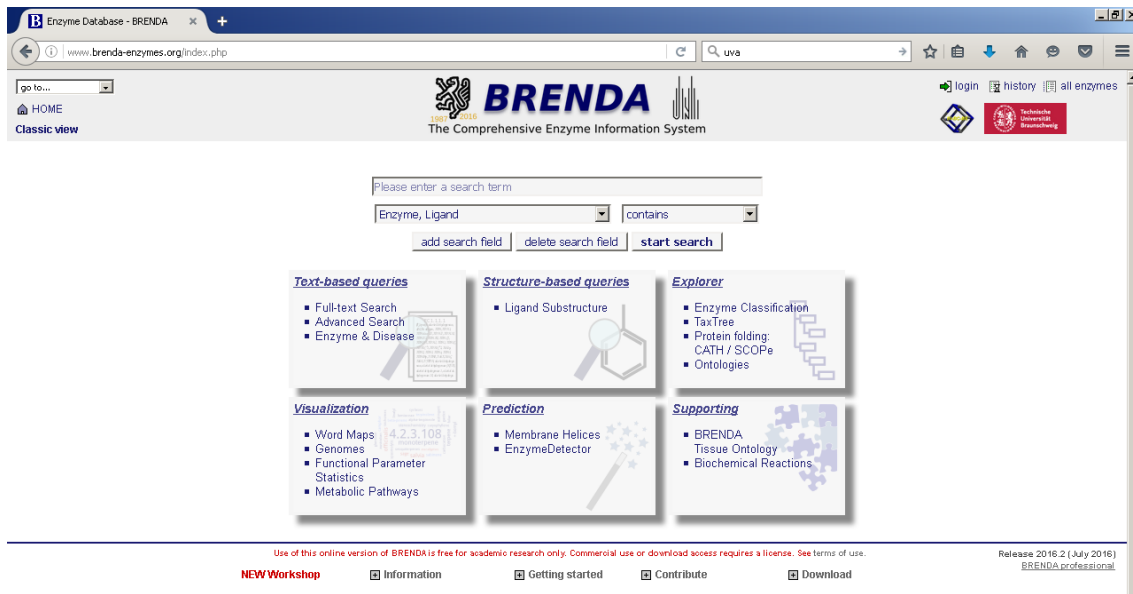 Enzyme Database - BRENDA
www.brenda-enzymes.org/index.php
uva
go to...
HOME
Classic view
1987 2016
BRENDA
The Comprehensive Enzyme Information System
login history all enzymes
Technische
Universität
Braunschweig
Please enter a search term
Enzyme, Ligand contains
add search field delete search field start search
Text-based queries
Full-text Search
Advanced Search
Enzyme & Disease
Structure-based queries
Ligand Substructure
Explorer
Enzyme Classification
TaxTree
Protein folding:
CATH / SCOPe
Ontologies
Visualization
Word Maps
Genomes
Functional Parameter
Statistics
Metabolic Pathways
4.2.3.108
Prediction
Membrane Helices
EnzymeDetector
Supporting
BRENDA
Tissue Ontology
Biochemical Reactions
Use of this online version of BRENDA is free for academic research only. Commercial use or download access requires a license. See terms of use.
Release 2016.2 (July 2016)
BRENDA professional
NEW Workshop Information Getting started Contribute Download